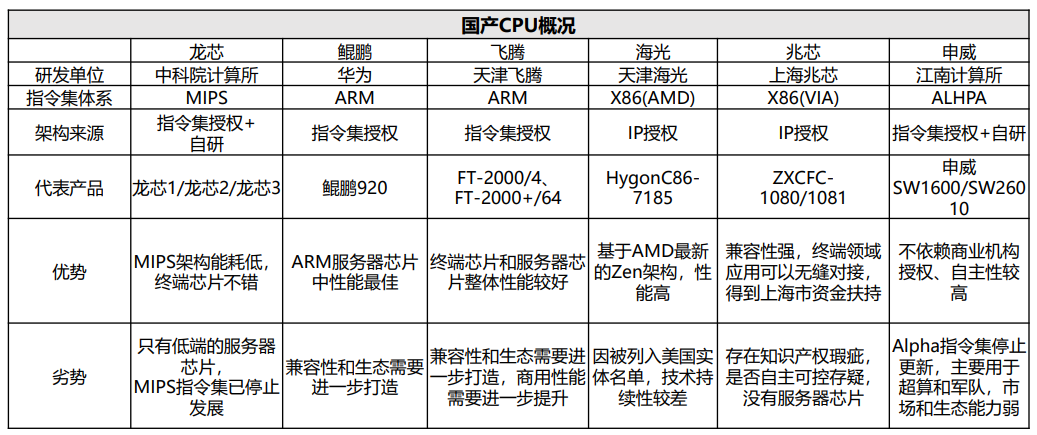 国产CPU概况
龙芯 鲲鹏 飞腾 海光 兆芯 申威
研发单位 中科院计算所 华为 天津飞腾 天津海光 上海兆芯 江南计算所
指令集体系 MIPS ARM ARM X86(AMD) X86(VIA) ALHPA
架构来源
指令集授权+
自研
指令集授权
指令集授权
IP授权
IP授权
指令集授权+自研
代表产品
龙芯1/龙芯2/龙芯3
鲲鹏920
FT-2000/4、
FT-2000+/64
HygonC86-
7185
ZXCFC-
1080/1081
申威
SW1600/SW260
10
优势
MIPS架构能耗低，
终端芯片不错
ARM服务器芯片
中性能最佳
终端芯片和服务器芯
片整体性能较好
基于AMD最新
的Zen架构，性
能高
兼容性强，终端领域
应用可以无缝对接，
得到上海市资金扶持
不依赖商业机构
授权、自主性较
高
劣势
只有低端的服务器
芯片，
MIPS指令集已停止
发展
兼容性和生态需要
进一步打造
兼容性和生态需要进
一步打造，商用性能
需要进一步提升
因被列入美国实
体名单，技术持
续性较差
存在知识产权瑕疵，
是否自主可控存疑，
没有服务器芯片
Alpha指令集停止
更新，主要用于
超算和军队，市
场和生态能力弱